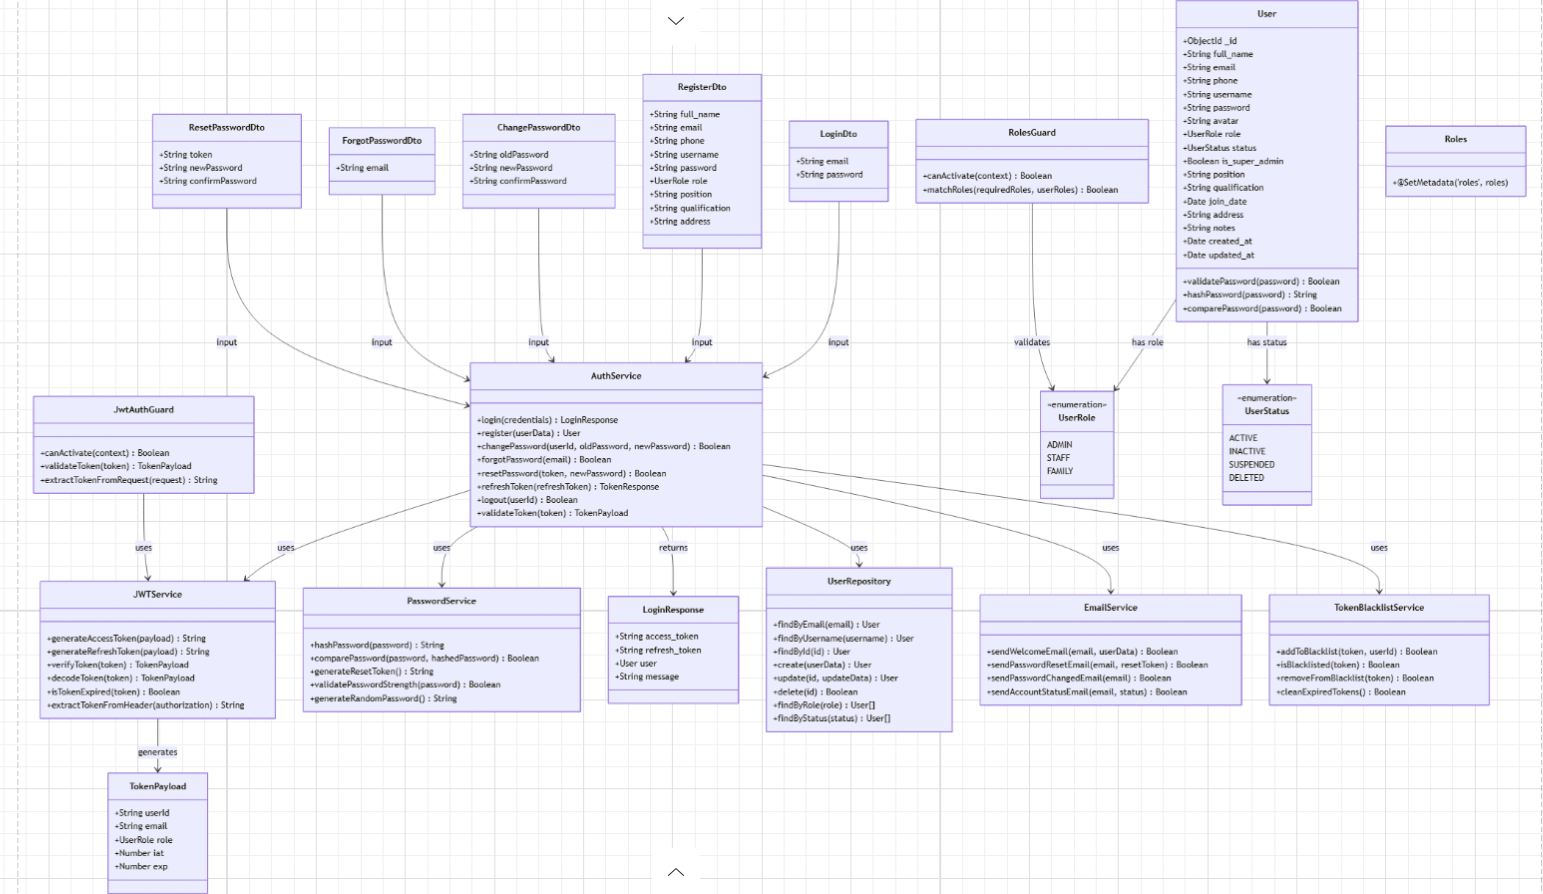 User
+ObjectId _id
+String full_name
+String email
+String phone
+String username
+String password
+String avatar
+UserRole role
+UserStatus status
+Boolean is_super_admin
+String position
+String qualification
+Date join_date
+String address
+String notes
+Date created_at
+Date updated_at
+validatePassword(password) : Boolean
+hashPassword(password) : String
+comparePassword(password) : Boolean
ResetPasswordDto
+String token
+String newPassword
+String confirmPassword
ForgotPasswordDto
+String email
ChangePasswordDto
+String oldPassword
+String newPassword
+String confirmPassword
RegisterDto
+String full_name
+String email
+String phone
+String username
+String password
+UserRole role
+String position
+String qualification
+String address
LoginDto
+String email
+String password
RolesGuard
+canActivate(context) : Boolean
+matchRoles(requiredRoles, userRoles) : Boolean
Roles
+@SetMetadata('roles', roles)
input
input
input
input
input
validates
has role
has status
JwtAuthGuard
+canActivate(context) : Boolean
+validateToken(token) : TokenPayload
+extractTokenFromRequest(request) : String
AuthService
+login(credentials) : LoginResponse
+register(userData) : User
+changePassword(userId, oldPassword, newPassword) : Boolean
+forgotPassword(email) : Boolean
+resetPassword(token, newPassword) : Boolean
+refreshToken(refreshToken) : TokenResponse
+logout(userId) : Boolean
+validateToken(token) : TokenPayload
«enumeration»
UserRole
ADMIN
STAFF
FAMILY
«enumeration»
UserStatus
ACTIVE
INACTIVE
SUSPENDED
DELETED
uses
uses
uses
returns
uses
uses
uses
JWTService
+generateAccessToken(payload) : String
+generateRefreshToken(payload) : String
+verifyToken(token) : TokenPayload
+decodeToken(token) : TokenPayload
+isTokenExpired(token) : Boolean
+extractTokenFromHeader(authorization) : String
PasswordService
+hashPassword(password) : String
+comparePassword(password, hashedPassword) : Boolean
+generateResetToken() : String
+validatePasswordStrength(password) : Boolean
+generateRandomPassword() : String
LoginResponse
+String access_token
+String refresh_token
+User user
+String message
UserRepository
+findByEmail(email) : User
+findByUsername(username) : User
+findById(id) : User
+create(userData) : User
+update(id, updateData) : User
+delete(id) : Boolean
+findByRole(role) : User[]
+findByStatus(status) : User[]
EmailService
+sendWelcomeEmail(email, userData) : Boolean
+sendPasswordResetEmail(email, resetToken) : Boolean
+sendPasswordChangedEmail(email) : Boolean
+sendAccountStatusEmail(email, status) : Boolean
TokenBlacklistService
+addToBlacklist(token, userId) : Boolean
+isBlacklisted(token) : Boolean
+removeFromBlacklist(token) : Boolean
+cleanExpiredTokens() : Boolean
generates
TokenPayload
+String userId
+String email
+UserRole role
+Number iat
+Number exp